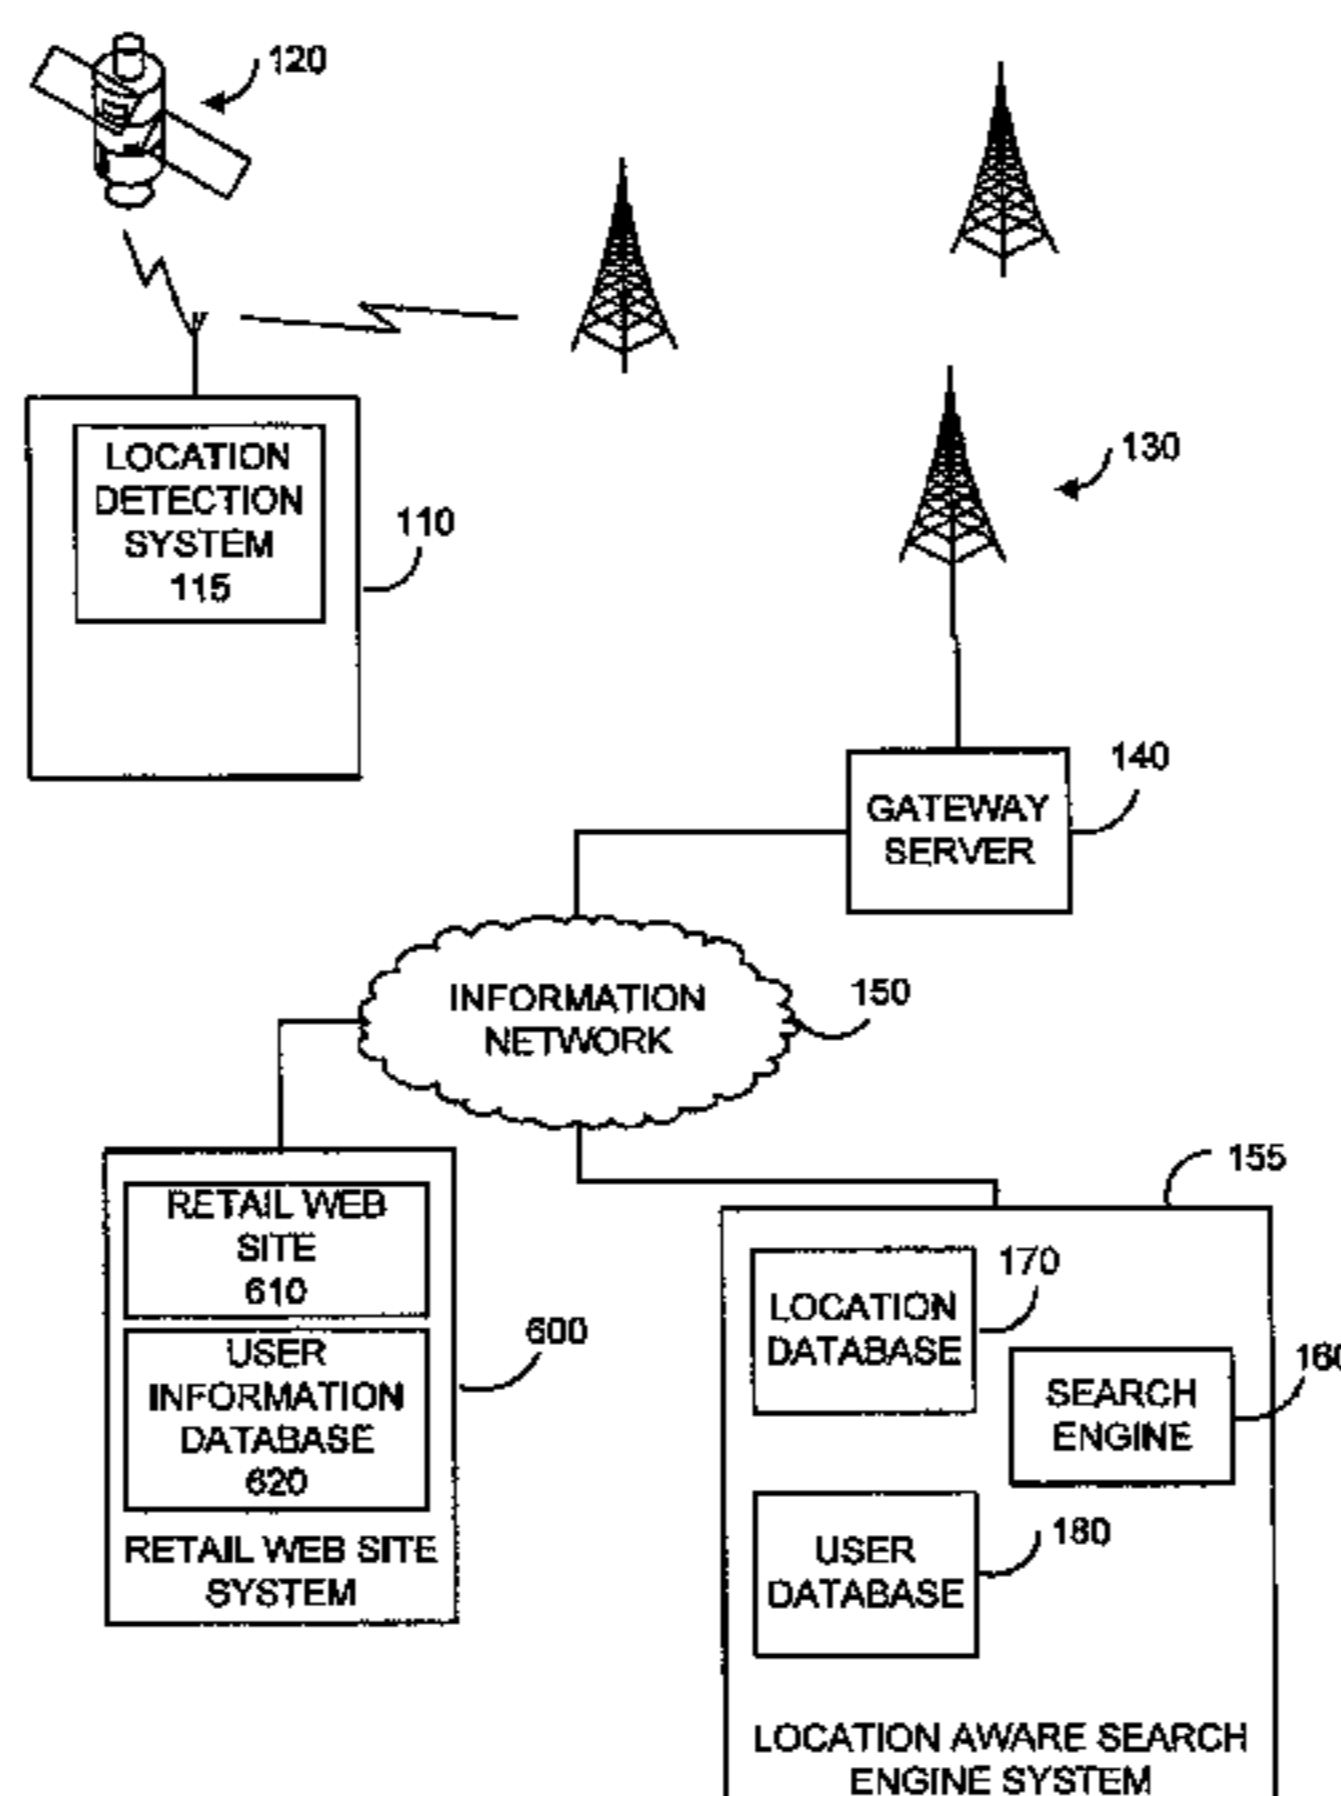 120
130
LOCATION
DETECTION
SYSTEM
115
110
140
GATEWAY
SERVER
150
INFORMATION
NETWORK
155
RETAIL WEB
SITE
610
USER
INFORMATION
DATABASE
620
RETAIL WEB SITE
SYSTEM
600
170
LOCATION
DATABASE
160
SEARCH
ENGINE
180
USER
DATABASE
LOCATION AWARE SEARCH
ENGINE SYSTEM